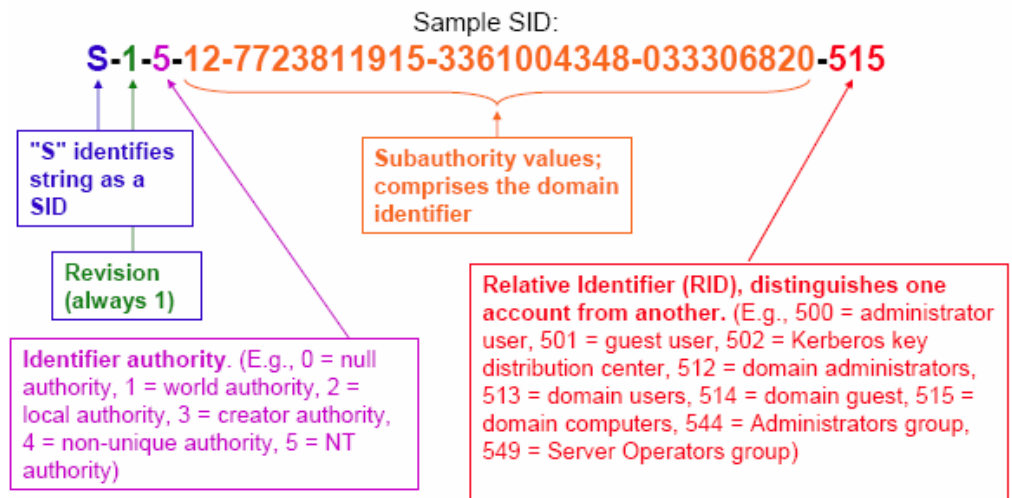 Sample SID:
S-1-5-12-7723811915-3361004348-033306820-515
"S" identifies
string as a
SID
Subauthority values;
comprises the domain
identifier
Revision
(always 1)
Relative Identifier (RID), distinguishes one
account from another. (E.g., 500 = administrator
user, 501 = guest user, 502 = Kerberos key
distribution center, 512 = domain administrators,
513 = domain users, 514 = domain guest, 515 =
domain computers, 544 = Administrators group,
549 = Server Operators group)
Identifier authority. (E.g., 0 = null
authority, 1 = world authority, 2 =
local authority, 3 = creator authority,
4 = non-unique authority, 5 = NT
authority)